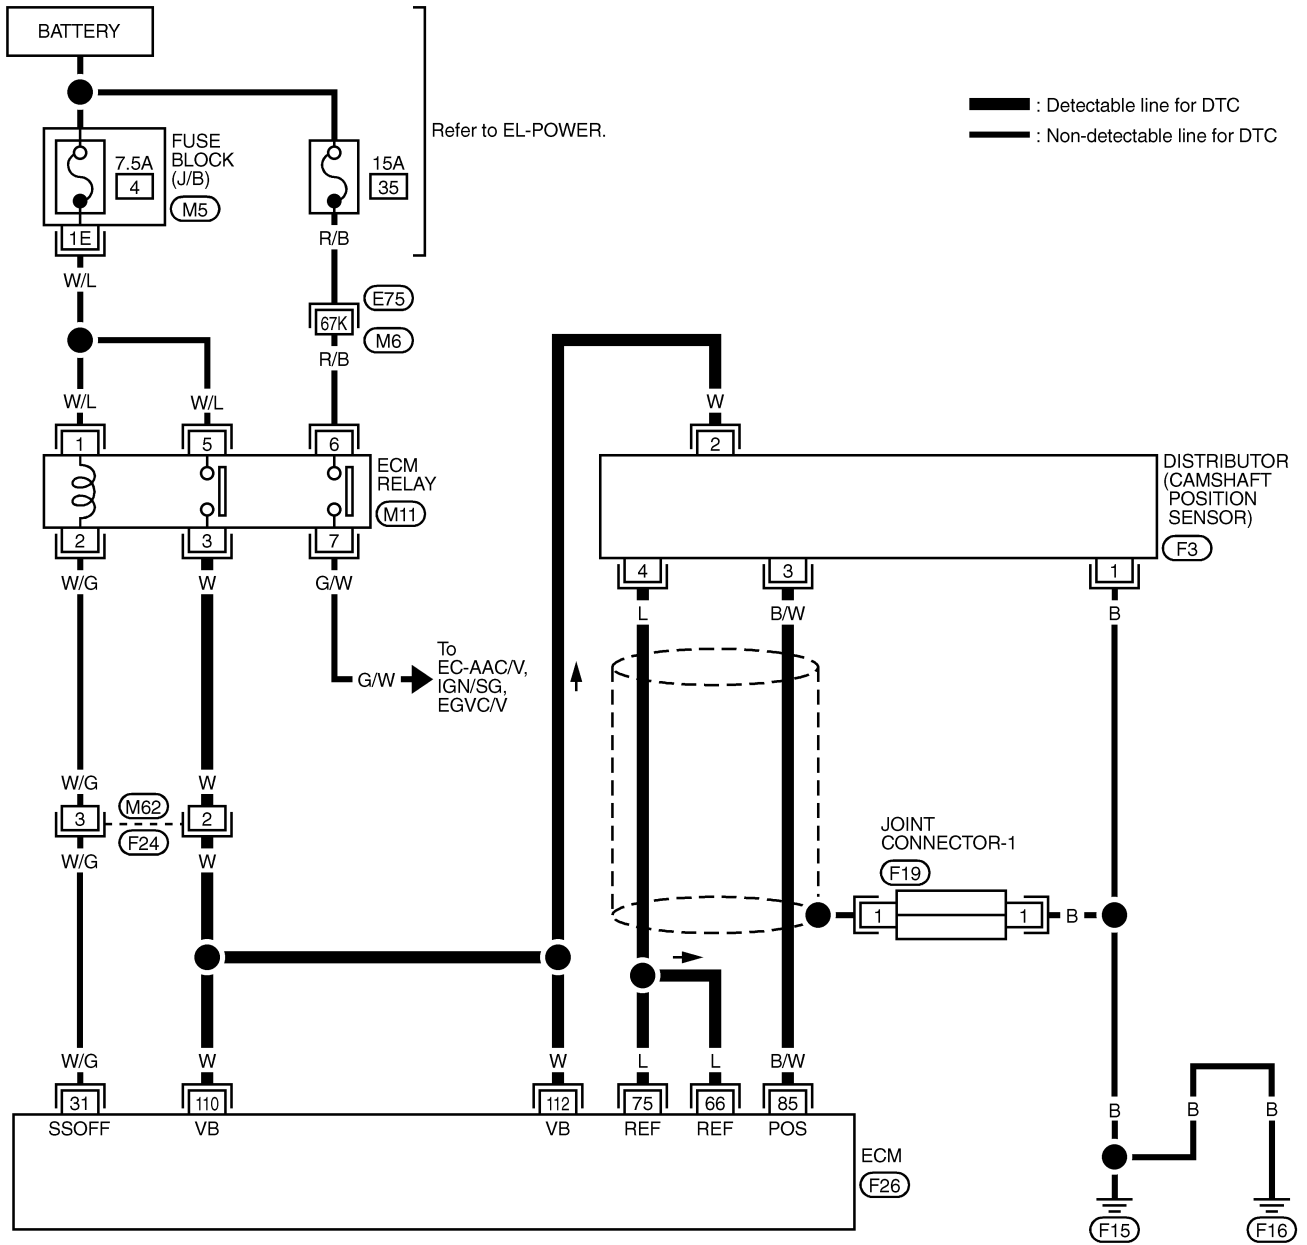 BATTERY
Refer to EL-POWER.
: Detectable line for DTC
: Non-detectable line for DTC
7.5A
4
FUSE
BLOCK
(J/B)
M5
15A
35
1E
R/B
W/L
E75
67K
M6
R/B
W/L
W/L
W
1
5
6
2
ECM
RELAY
M11
DISTRIBUTOR
(CAMSHAFT
POSITION
SENSOR)
F3
2
3
7
4
3
1
W/G
W
G/W
L
B/W
B
G/W
To
EC-AAC/V,
IGN/SG,
EGVC/V
W/G
W
3
M62
F24
2
W/G
W
JOINT
CONNECTOR-1
F19
1
1
B
W/G
W
W
L
L
B/W
31
110
112
75
66
85
SSOFF
VB
VB
REF
REF
POS
ECM
F26
B
B
B
F15
F16